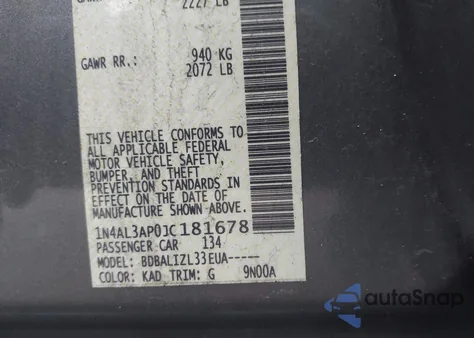 2227 LB
GAWR RR.: 940 KG
2072 LB
THIS VEHICLE CONFORMS TO
ALL APPLICABLE FEDERAL
MOTOR VEHICLE SAFETY,
BUMPER, AND THEFT
PREVENTION STANDARDS IN
EFFECT ON THE DATE OF
MANUFACTURE SHOWN ABOVE.
1N4AL3AP0JC181678
PASSENGER CAR 134
MODEL: BDBALIZL33EUA-----
COLOR: KAD TRIM: G 9N00A
autoSnap